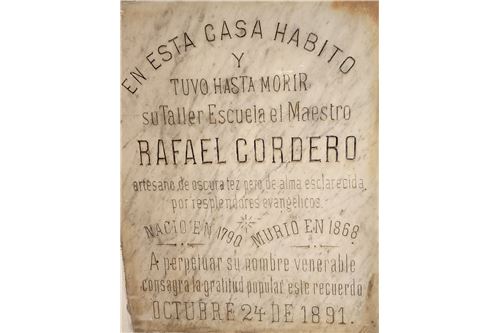 EN ESTA CASA HABITO
Y
TUVO HASTA MORIR
su Taller Escuela el Maestro
RAFAEL CORDERO
artesano de oscura tez pero de alma esclarecida
por resplendores evangélicos.
NACIO EN 1790 MURIO EN 1868
A perpetuar su nombre venerable
consagra la gratitud popular este recuerdo
OCTUBRE 24 DE 1891.